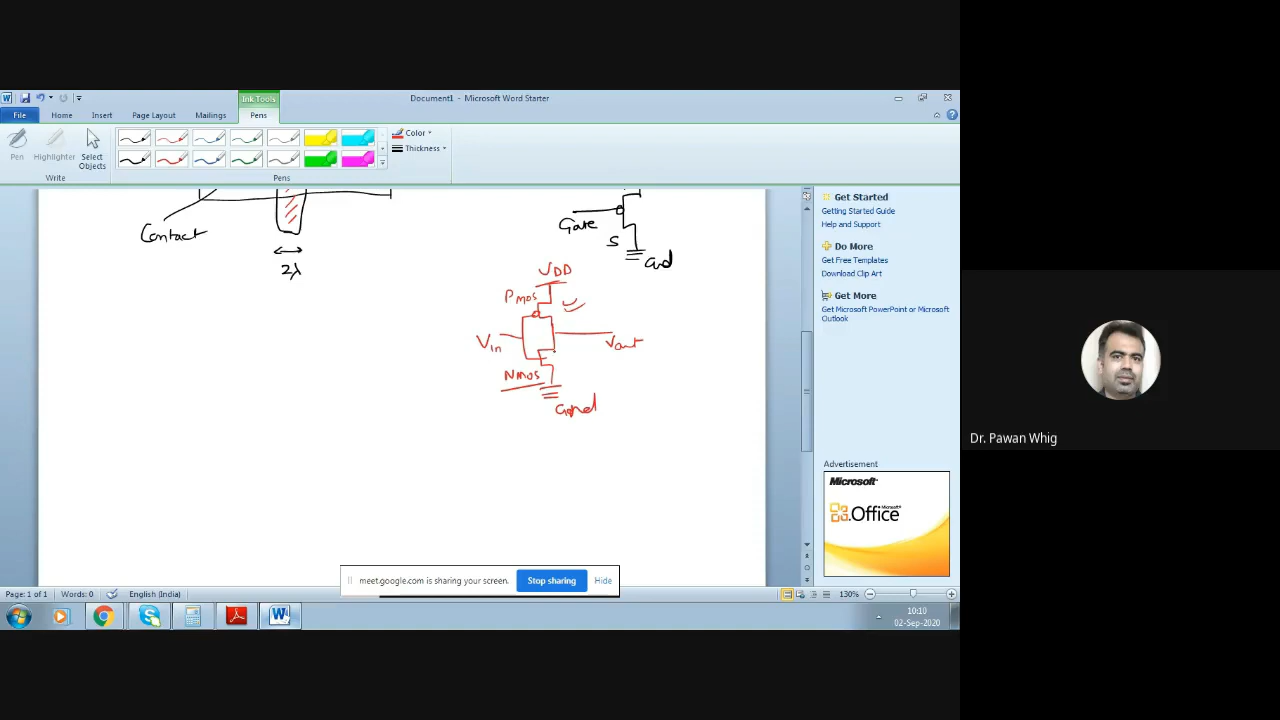 Ink Tools
Document1 - Microsoft Word Starter
File Home Insert Page Layout Mailings Pens
Pen Highlighter Select Objects
Color
Thickness
Write Pens
Contact
2λ
Gate
S
Gnd
VDD
PMOS
Vin
Vout
NMOS
Gnd
Get Started
Getting Started Guide
Help and Support
Do More
Get Free Templates
Download Clip Art
Get More
Get Microsoft PowerPoint or Microsoft
Outlook
Advertisement
Microsoft
Microsoft
Office
Dr. Pawan Whig
meet.google.com is sharing your screen. Stop sharing Hide
Page: 1 of 1 Words: 0 English (India) 130%
10:10
02-Sep-2020